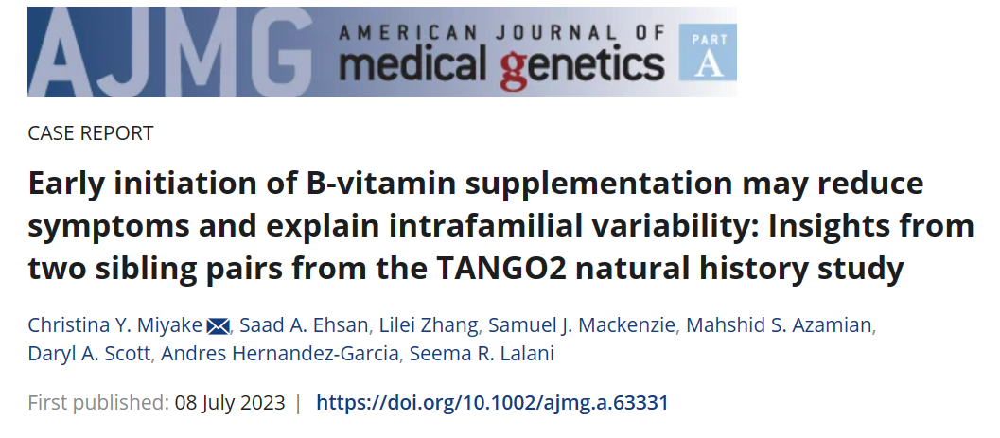 AJMG
AMERICAN JOURNAL OF
medical genetics
PART
A
CASE REPORT
Early initiation of B-vitamin supplementation may reduce
symptoms and explain intrafamilial variability: Insights from
two sibling pairs from the TANGO2 natural history study
Christina Y. Miyake, Saad A. Ehsan, Lilei Zhang, Samuel J. Mackenzie, Mahshid S. Azamian,
Daryl A. Scott, Andres Hernandez-Garcia, Seema R. Lalani
First published: 08 July 2023 | https://doi.org/10.1002/ajmg.a.63331